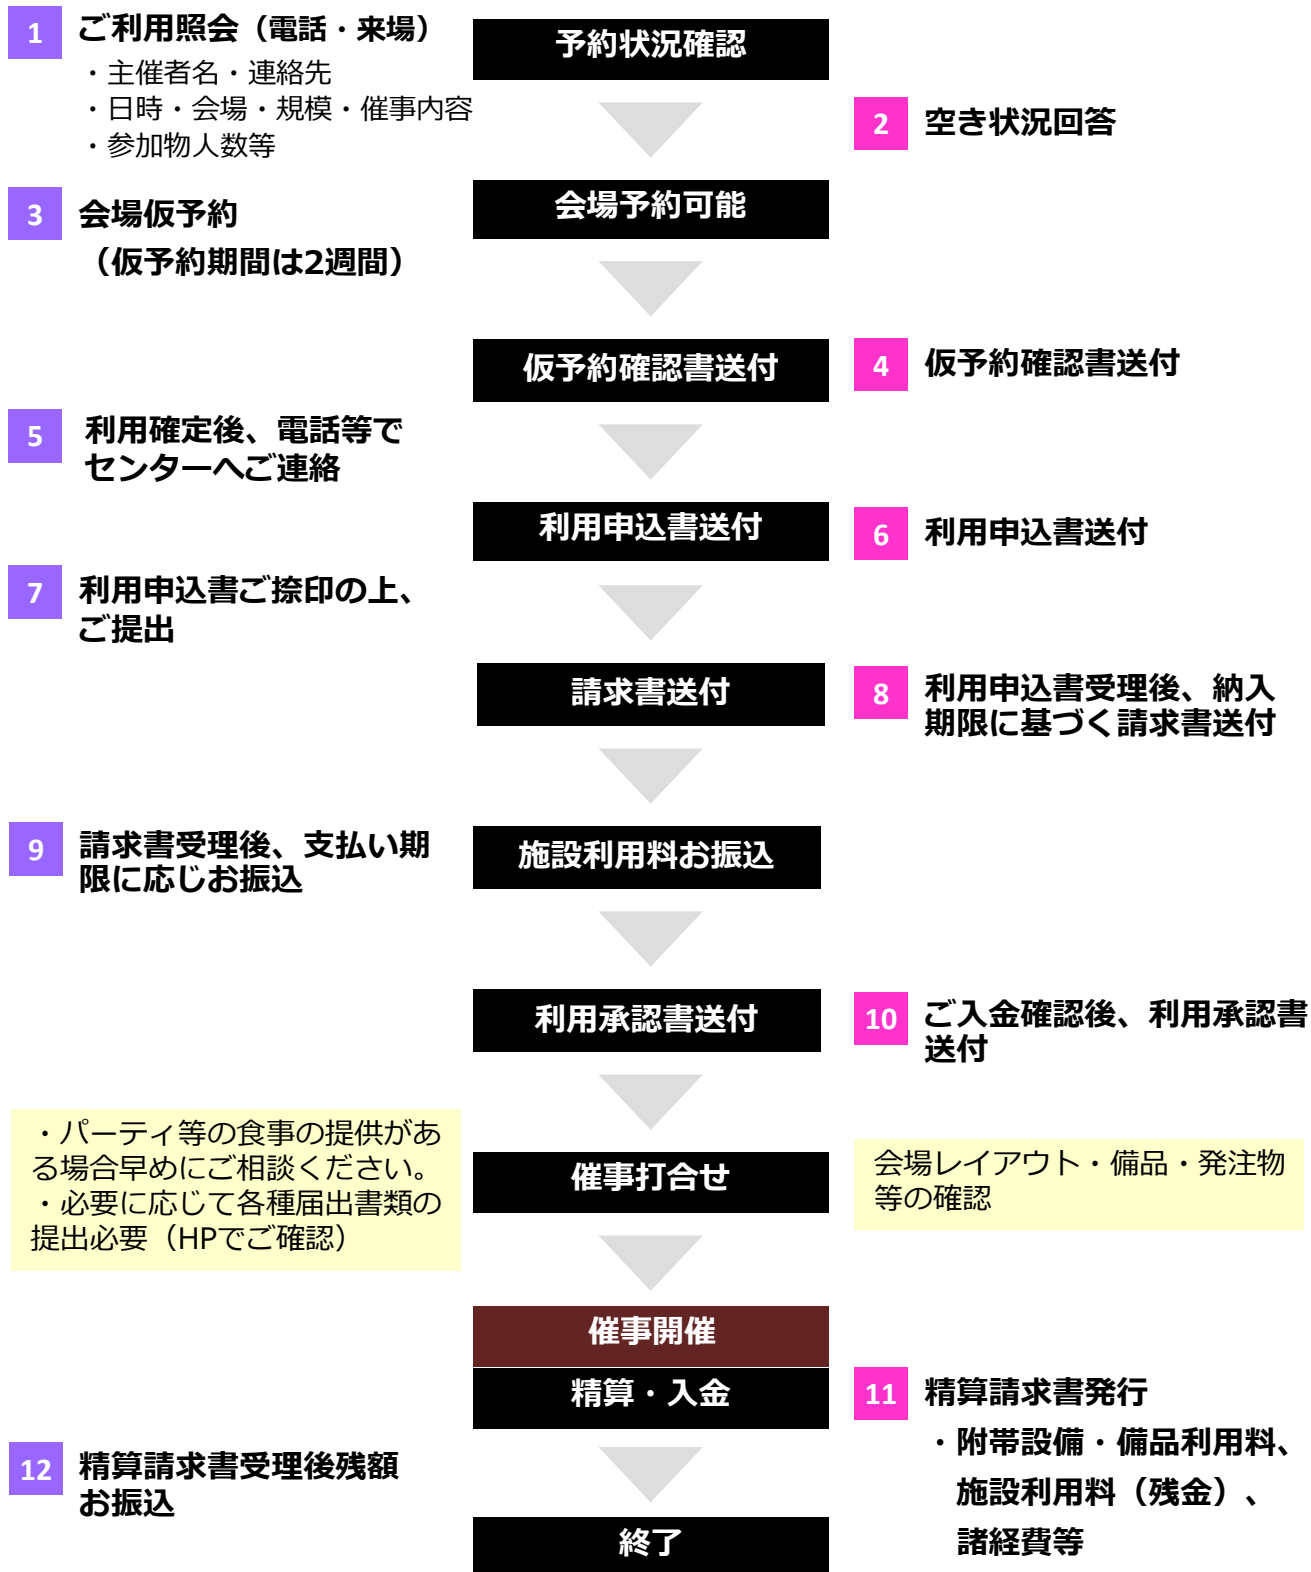 1
ご利用照会（電話・来場）
・主催者名・連絡先
・日時・会場・規模・催事内容
・参加物人数等
予約状況確認
2
空き状況回答
3
会場仮予約
（仮予約期間は2週間）
会場予約可能
仮予約確認書送付
4
仮予約確認書送付
5
利用確定後、電話等で
センターへご連絡
利用申込書送付
6
利用申込書送付
7
利用申込書ご捺印の上、
ご提出
請求書送付
8
利用申込書受理後、納入
期限に基づく請求書送付
9
請求書受理後、支払い期
限に応じお振込
施設利用料お振込
利用承認書送付
10
ご入金確認後、利用承認書
送付
・パーティ等の食事の提供があ
る場合早めにご相談ください。
・必要に応じて各種届出書類の
提出必要（HPでご確認）
催事打合せ
会場レイアウト・備品・発注物
等の確認
催事開催
精算・入金
11
精算請求書発行
・附帯設備・備品利用料、
施設利用料（残金）、
諸経費等
12
精算請求書受理後残額
お振込
終了